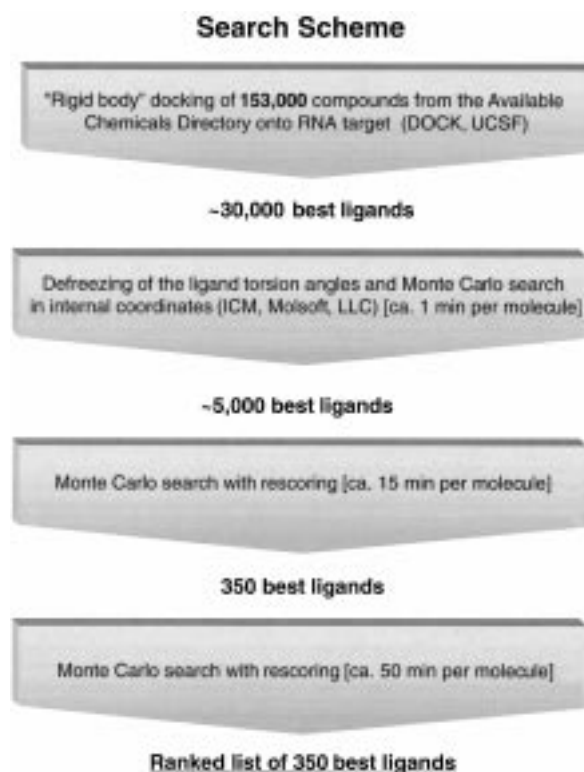 Search Scheme
"Rigid body" docking of 153,000 compounds from the Available
Chemicals Directory onto RNA target (DOCK, UCSF)
~30,000 best ligands
Defreezing of the ligand torsion angles and Monte Carlo search
in internal coordinates (ICM, Molsoft, LLC) [ca. 1 min per molecule]
~5,000 best ligands
Monte Carlo search with rescoring [ca. 15 min per molecule]
350 best ligands
Monte Carlo search with rescoring [ca. 50 min per molecule]
Ranked list of 350 best ligands